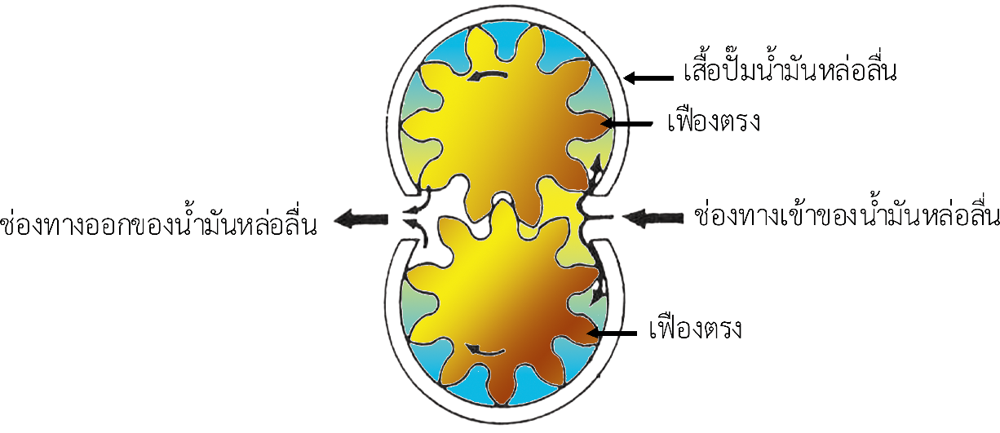 เสื้อปั๊มน้ำมันหล่อลื่น
เฟืองตรง
ช่องทางออกของน้ำมันหล่อลื่น
ช่องทางเข้าของน้ำมันหล่อลื่น
เฟืองตรง